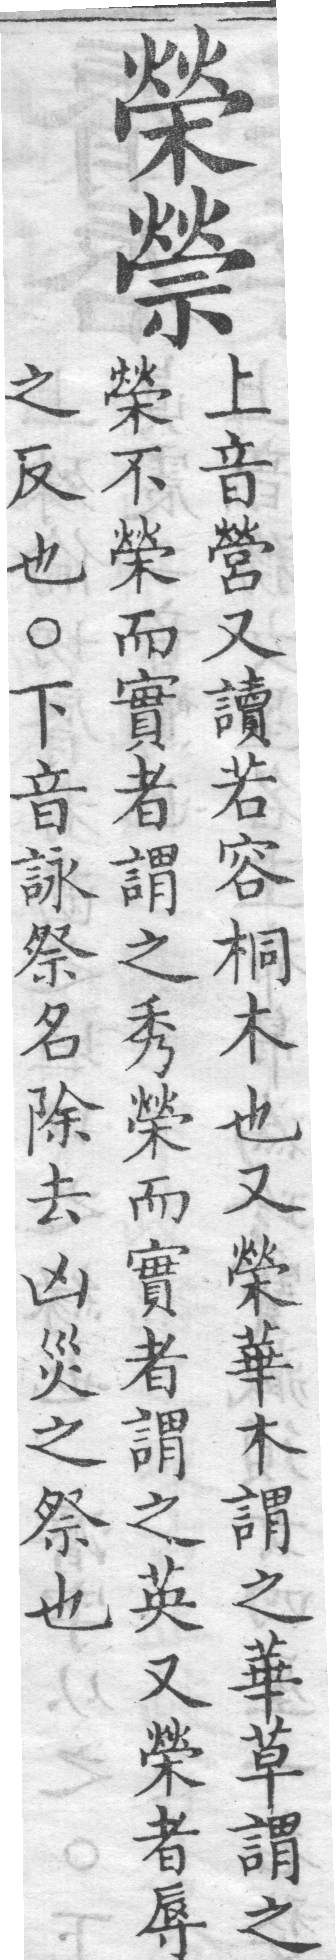 榮禜
上音營又讀若容桐木也又榮華木謂之華草謂之
榮不榮而實者謂之秀榮而實者謂之英又榮者辱
之反也○下音詠祭名除去凶災之祭也